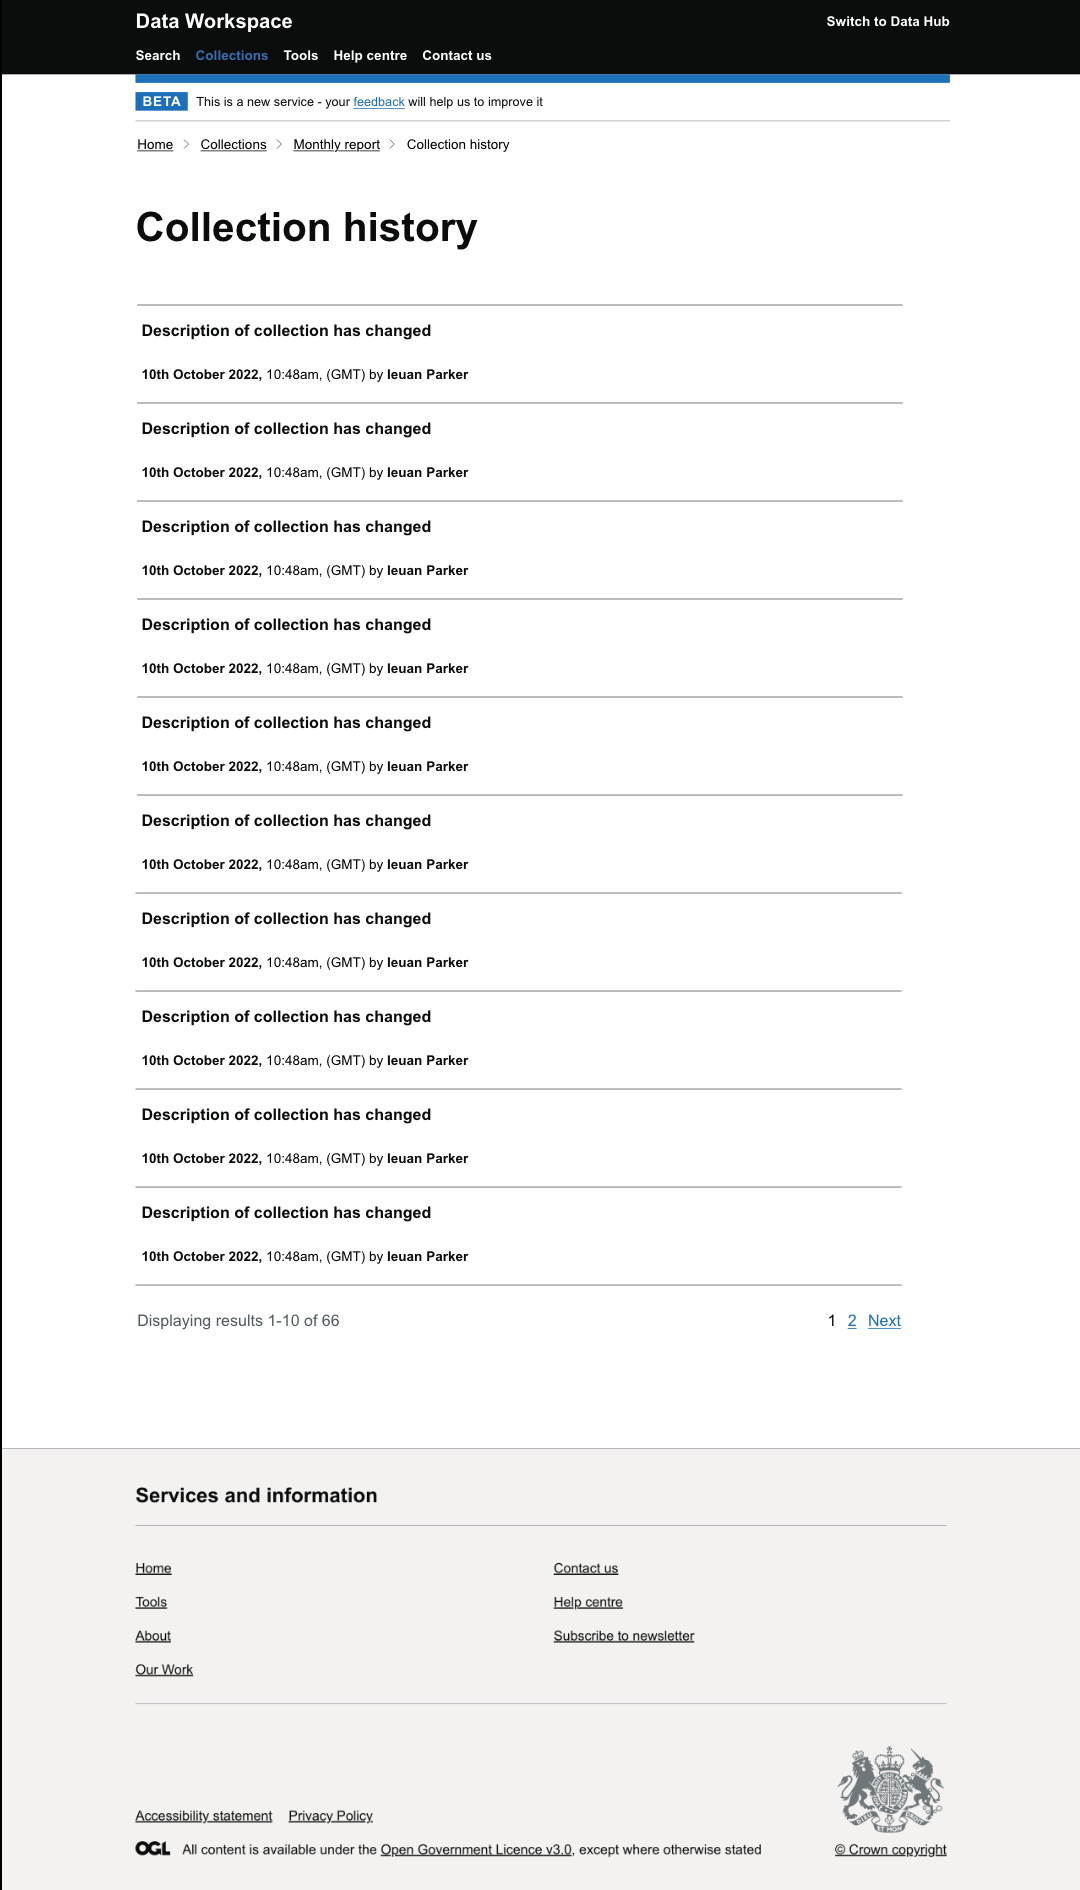 Data Workspace
Switch to Data Hub
Search Collections Tools Help centre Contact us
BETA This is a new service - your feedback will help us to improve it
Home Collections Monthly report Collection history
Collection history
Description of collection has changed
10th October 2022, 10:48am, (GMT) by Ieuan Parker
Description of collection has changed
10th October 2022, 10:48am, (GMT) by Ieuan Parker
Description of collection has changed
10th October 2022, 10:48am, (GMT) by Ieuan Parker
Description of collection has changed
10th October 2022, 10:48am, (GMT) by Ieuan Parker
Description of collection has changed
10th October 2022, 10:48am, (GMT) by Ieuan Parker
Description of collection has changed
10th October 2022, 10:48am, (GMT) by Ieuan Parker
Description of collection has changed
10th October 2022, 10:48am, (GMT) by Ieuan Parker
Description of collection has changed
10th October 2022, 10:48am, (GMT) by Ieuan Parker
Description of collection has changed
10th October 2022, 10:48am, (GMT) by Ieuan Parker
Description of collection has changed
10th October 2022, 10:48am, (GMT) by Ieuan Parker
Displaying results 1-10 of 66
1 2 Next
Services and information
Home
Tools
About
Our Work
Contact us
Help centre
Subscribe to newsletter
Accessibility statement Privacy Policy
OGL All content is available under the Open Government Licence v3.0, except where otherwise stated
© Crown copyright